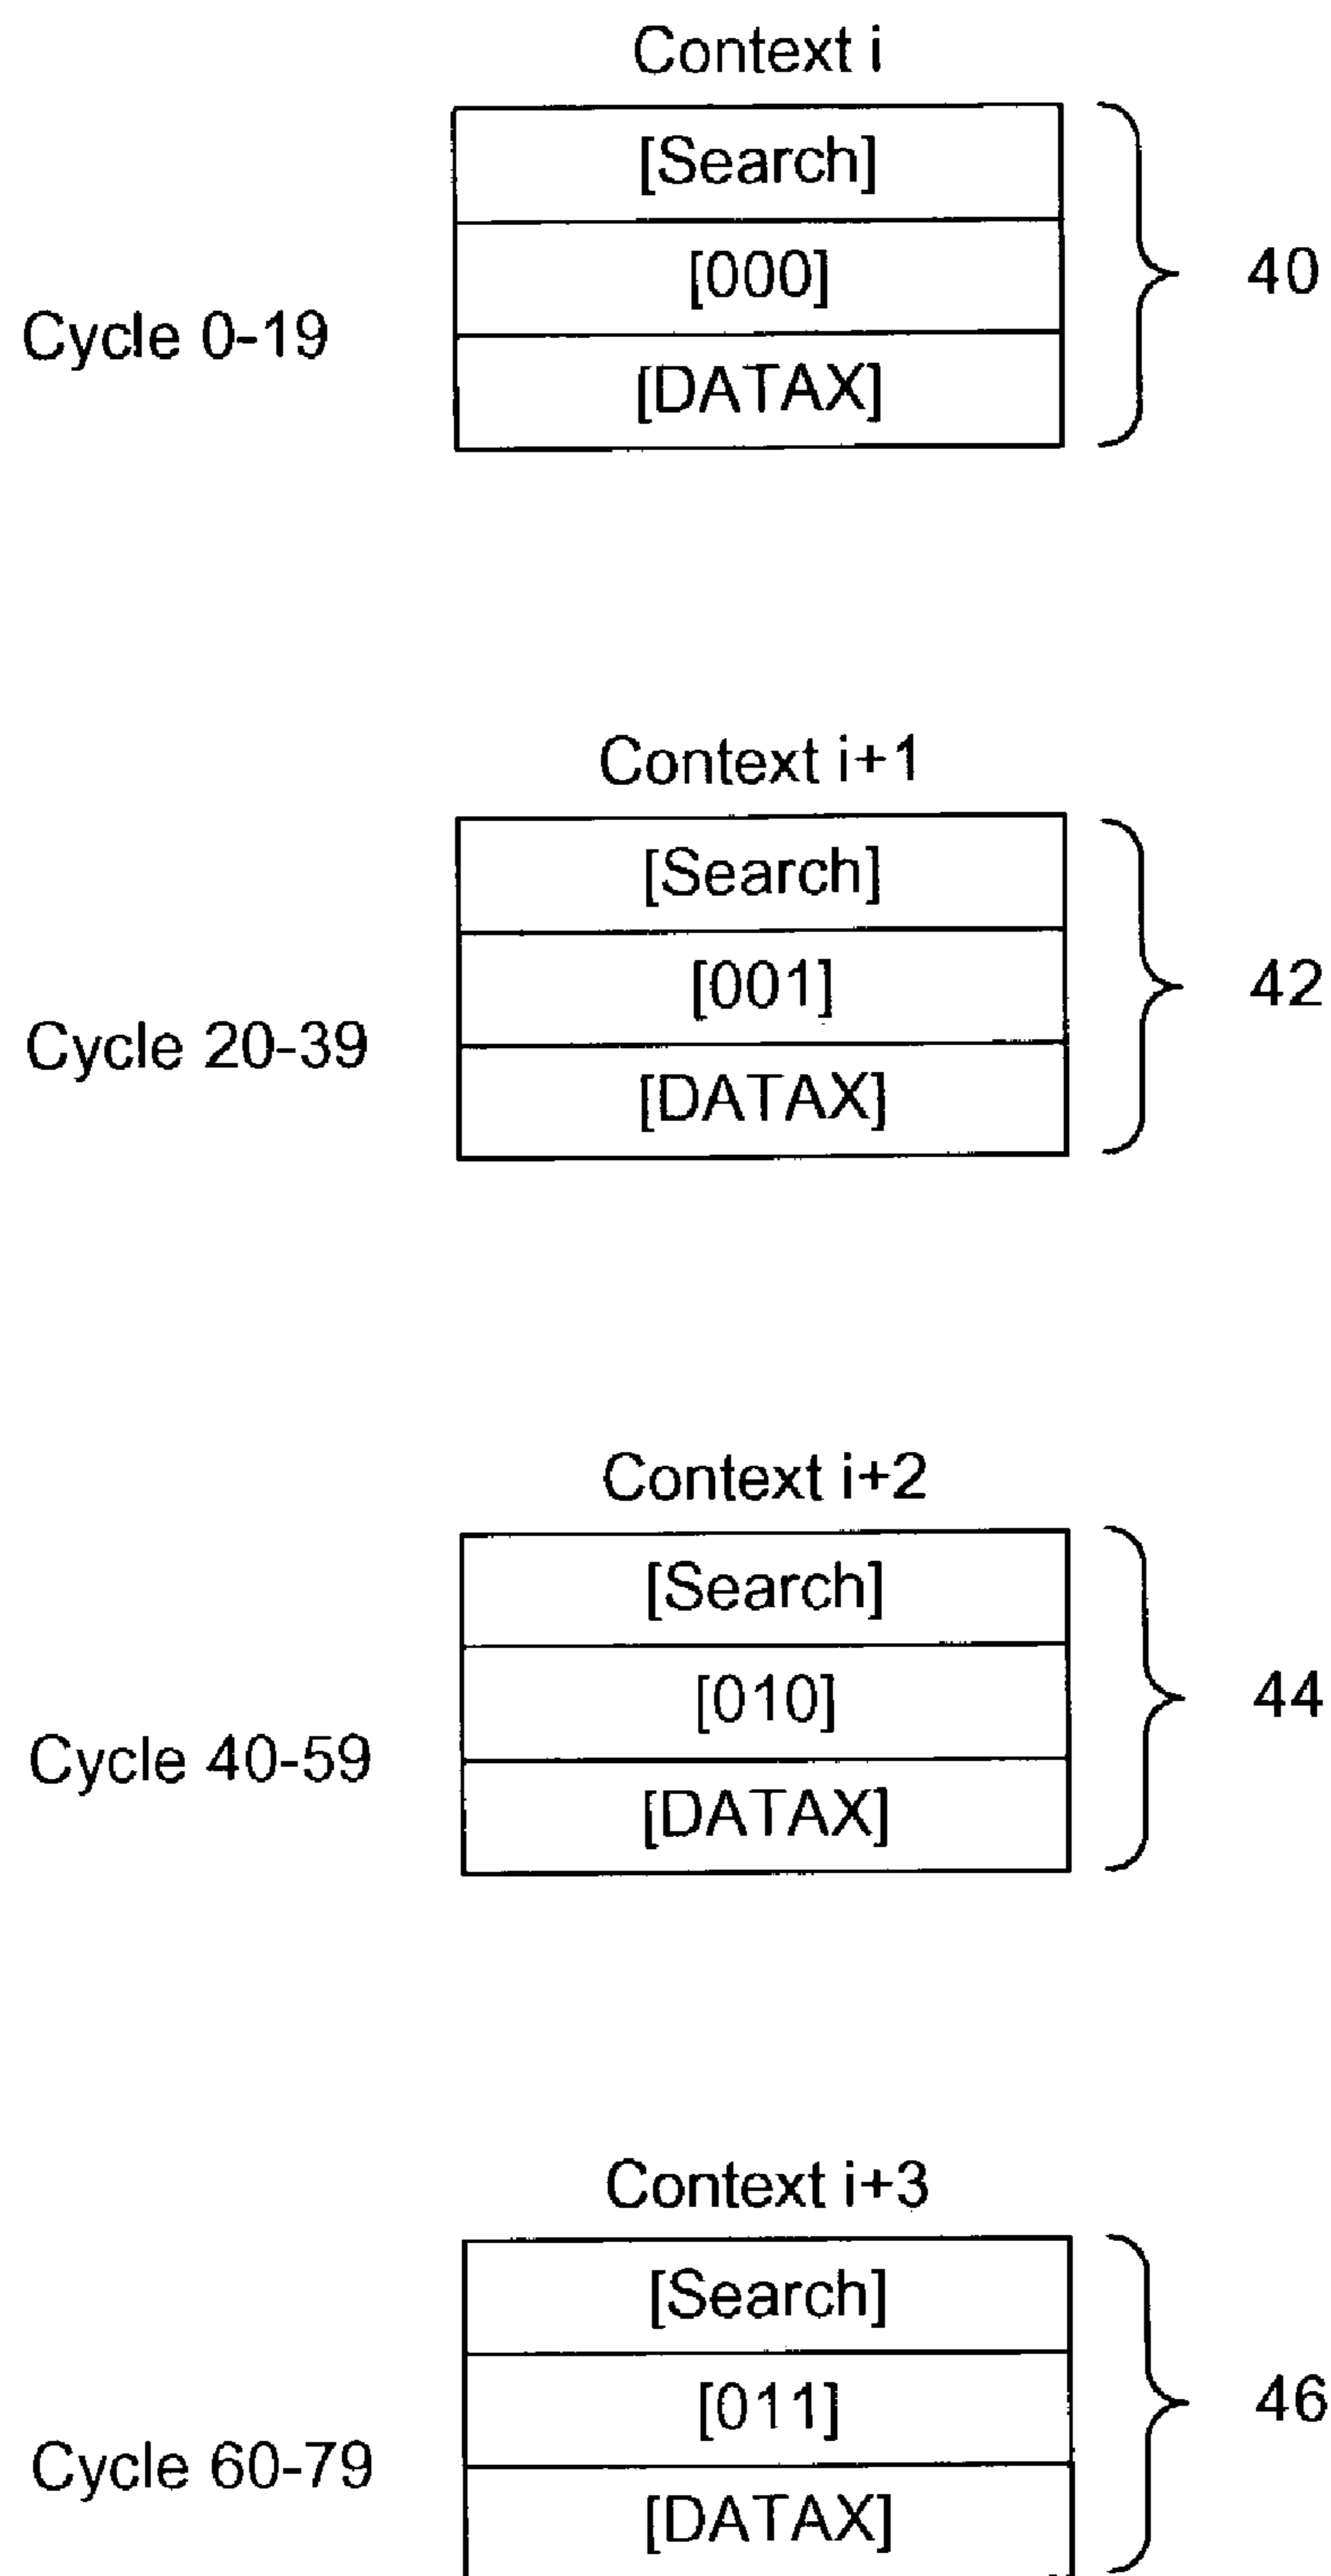 Context i
[Search]
[000]
40
Cycle 0-19
[DATAX]
Context i+1
[Search]
[001]
42
Cycle 20-39
[DATAX]
Context i+2
[Search]
[010]
44
Cycle 40-59
[DATAX]
Context i+3
[Search]
[011]
46
Cycle 60-79
[DATAX]